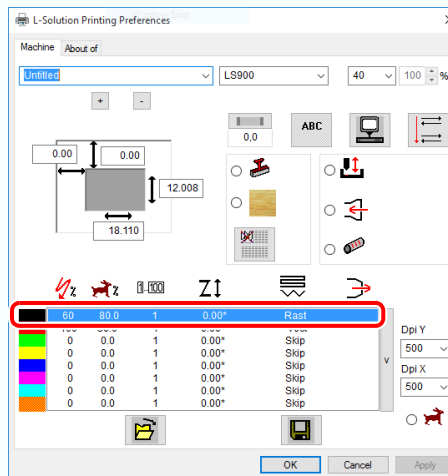 L-Solution Printing Preferences
Machine About of
Untitled LS900 40 100 %
+ -
0,0 ABC
0.00 0.00
12.008
18.110
% % 1..100 Z
60 80.0 1 0.00* Rast
0 0.0 1 0.00* Skip
0 0.0 1 0.00* Skip
0 0.0 1 0.00* Skip
0 0.0 1 0.00* Skip
0 0.0 1 0.00* Skip
0 0.0 1 0.00* Skip
Dpi Y
500
Dpi X
500
OK Cancel Apply